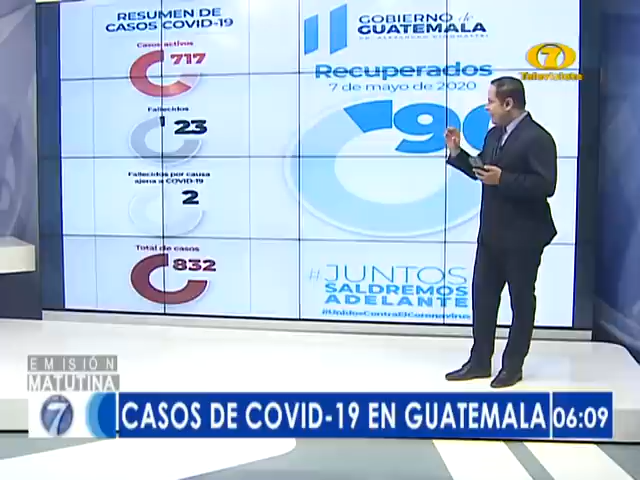 RESUMEN DE
CASOS COVID-19
Casos activos
717
Fallecidos
23
Fallecidos por causa
ajena a COVID-19
2
Total de casos
832
GOBIERNO de
GUATEMALA
Recuperados
7 de mayo de 2020
#JUNTOS
SALDREMOS
ADELANTE
#UnidosContraElCoronavirus
7
EMISIÓN
MATUTINA
7
CASOS DE COVID-19 EN GUATEMALA
06:09